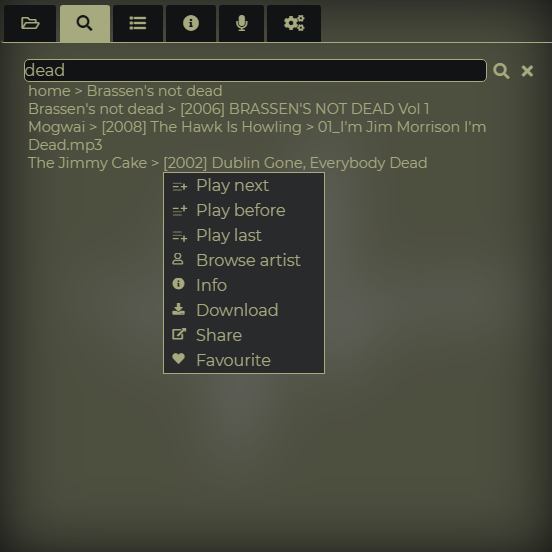 dead
home > Brassen's not dead
Brassen's not dead > [2006] BRASSEN'S NOT DEAD Vol 1
Mogwai > [2008] The Hawk Is Howling > 01_I'm Jim Morrison I'm
Dead.mp3
The Jimmy Cake > [2002] Dublin Gone, Everybody Dead
Play next
Play before
Play last
Browse artist
Info
Download
Share
Favourite